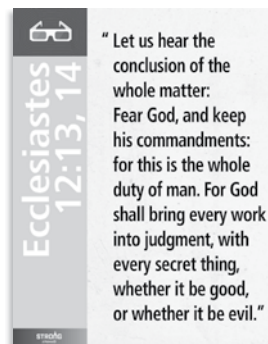 Ecclesiastes
12:13, 14
“ Let us hear the
conclusion of the
whole matter:
Fear God, and keep
his commandments:
for this is the whole
duty of man. For God
shall bring every work
into judgment, with
every secret thing,
whether it be good,
or whether it be evil.”
STRONG